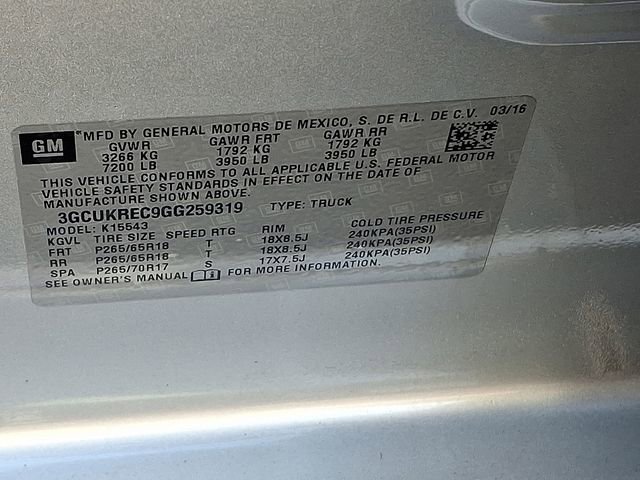 GM
*MFD BY GENERAL MOTORS DE MEXICO, S. DE R.L. DE C.V. 03/16
GVWR GAWR FRT GAWR RR
3266 KG 1792 KG 1792 KG
7200 LB 3950 LB 3950 LB
THIS VEHICLE CONFORMS TO ALL APPLICABLE U.S. FEDERAL MOTOR
VEHICLE SAFETY STANDARDS IN EFFECT ON THE DATE OF
MANUFACTURE SHOWN ABOVE.
3GCUKREC9GG259319 TYPE: TRUCK
MODEL: K15543
KGVL TIRE SIZE SPEED RTG RIM COLD TIRE PRESSURE
FRT P265/65R18 T 18X8.5J 240KPA(35PSI)
RR P265/65R18 T 18X8.5J 240KPA(35PSI)
SPA P265/70R17 S 17X7.5J 240KPA(35PSI)
SEE OWNER'S MANUAL FOR MORE INFORMATION.